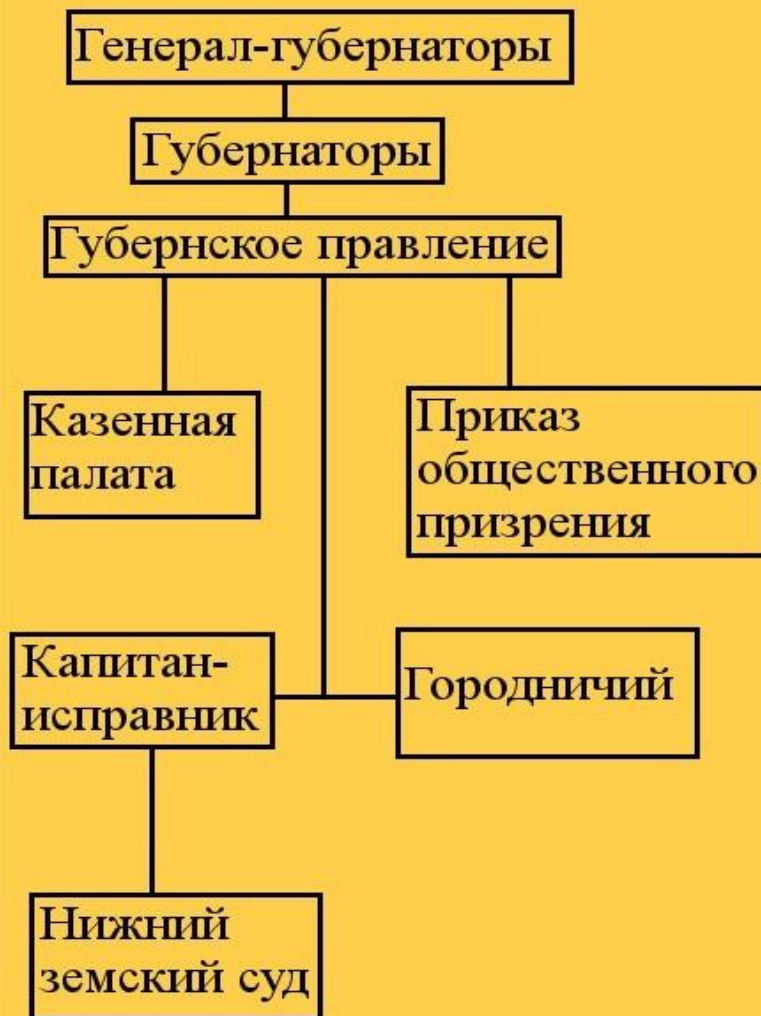 Генерал-губернаторы
Губернаторы
Губернское правление
Казенная
палата
Приказ
общественного
призрения
Капитан-
исправник
Городничий
Нижний
земский суд